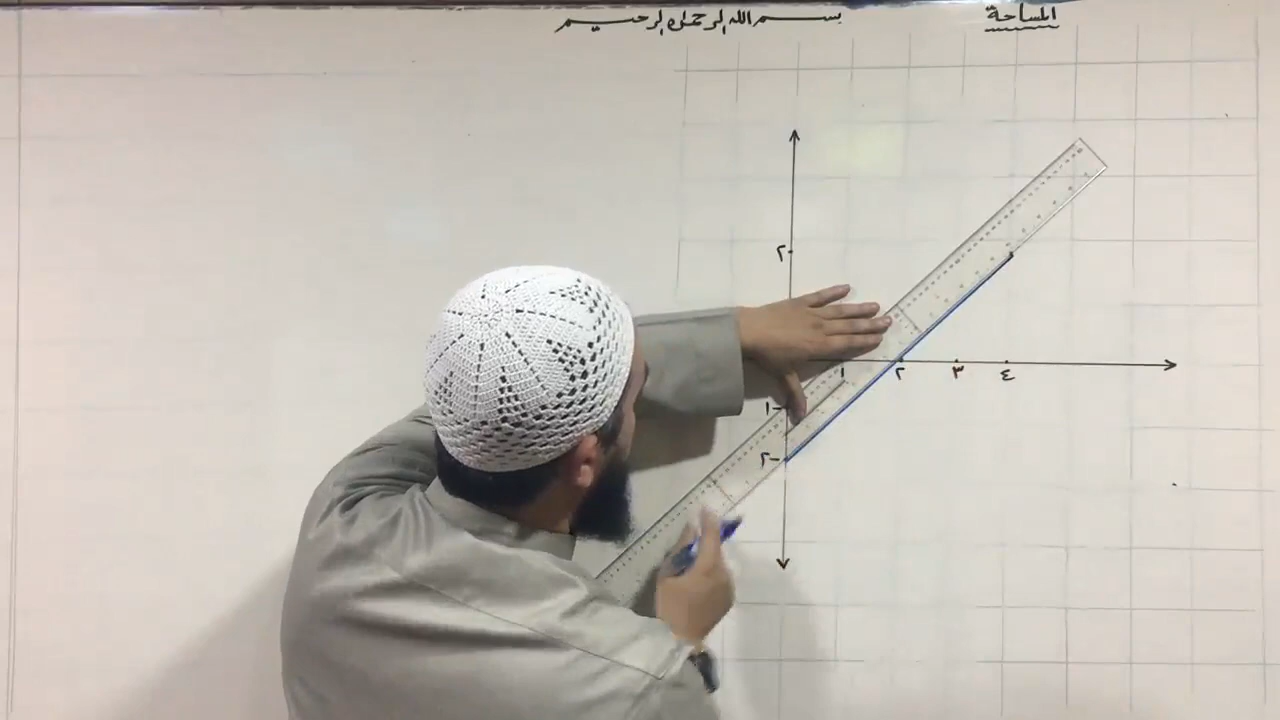 المساحة
بسم الله الرحمن الرحيم
٢
١ ٢ ٣ ٤
١-
٢-